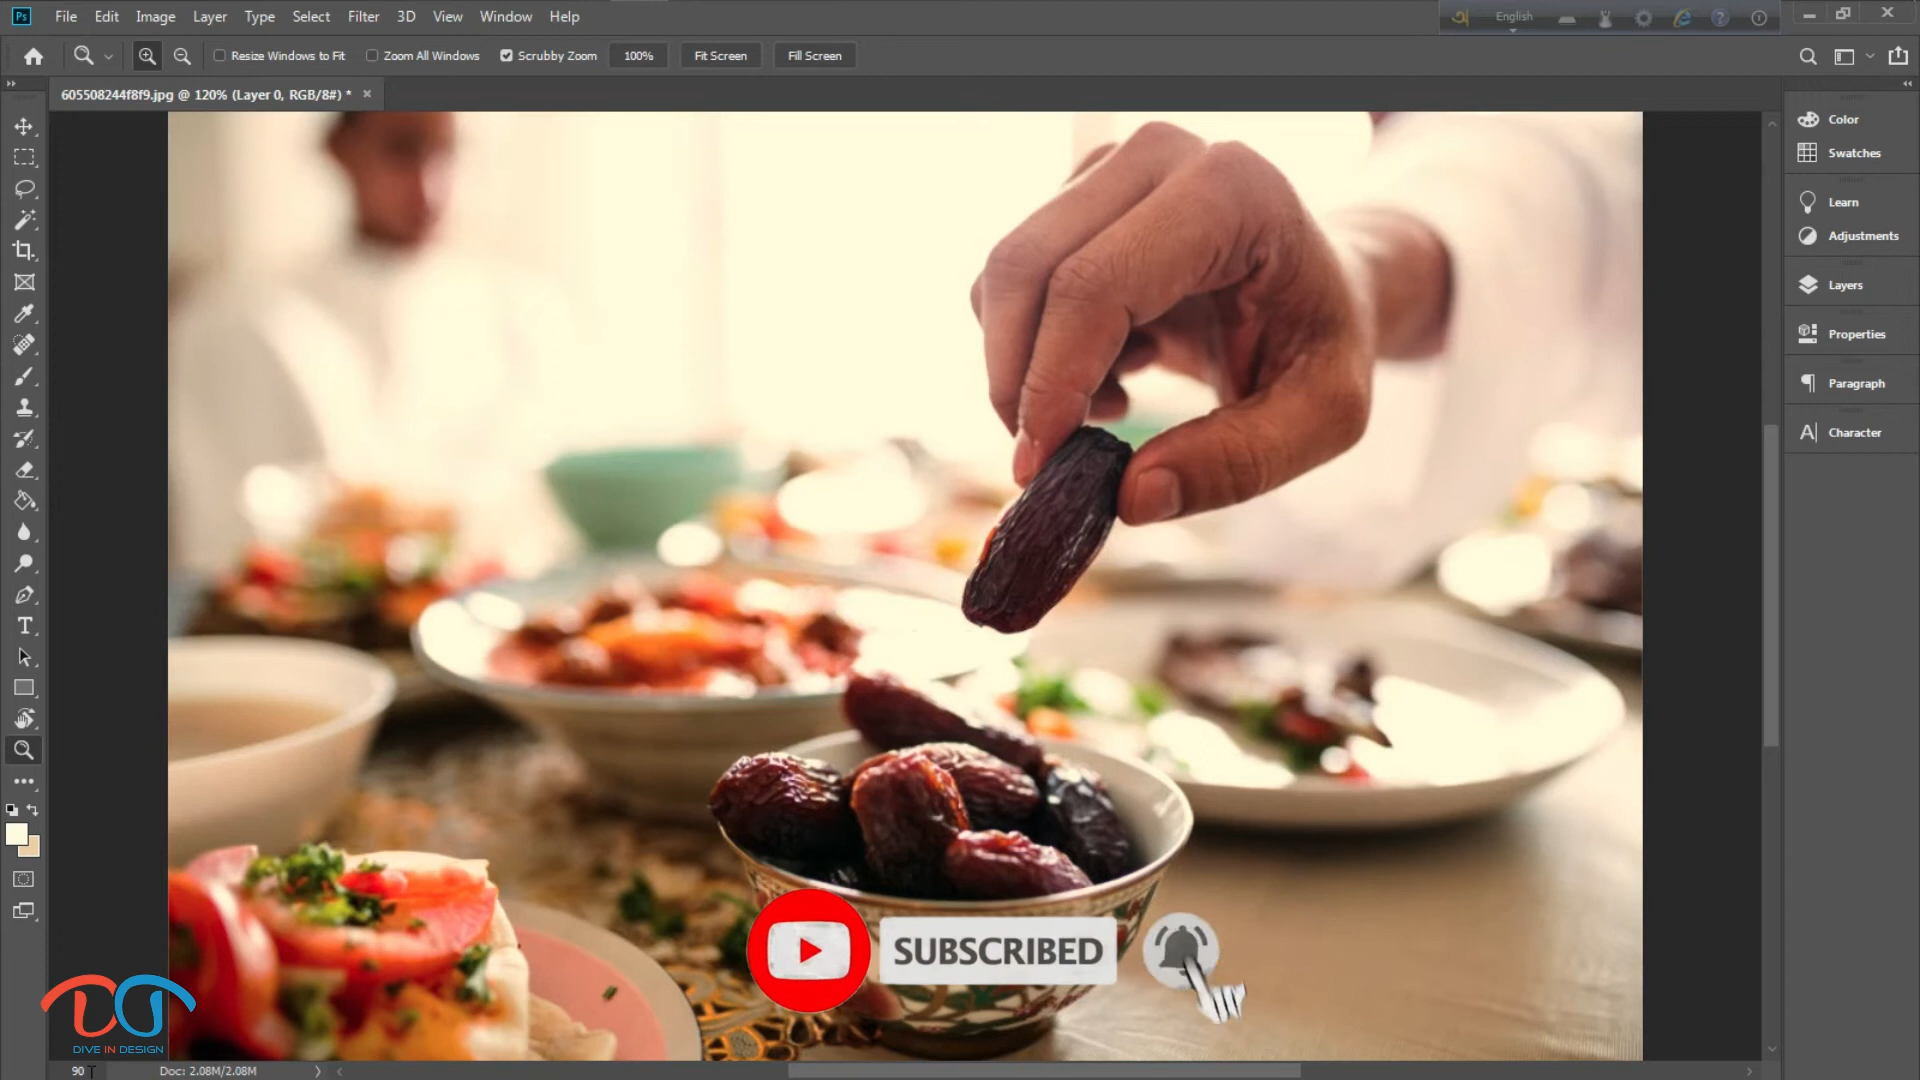 Ps File Edit Image Layer Type Select Filter 3D View Window Help
English
Resize Windows to Fit Zoom All Windows Scrubby Zoom 100% Fit Screen Fill Screen
605508244f8f9.jpg @ 120% (Layer 0, RGB/8#) *
Color
Swatches
Learn
Adjustments
Layers
Properties
Paragraph
Character
SUBSCRIBED
DIVE IN DESIGN
90 Doc: 2.08M/2.08M